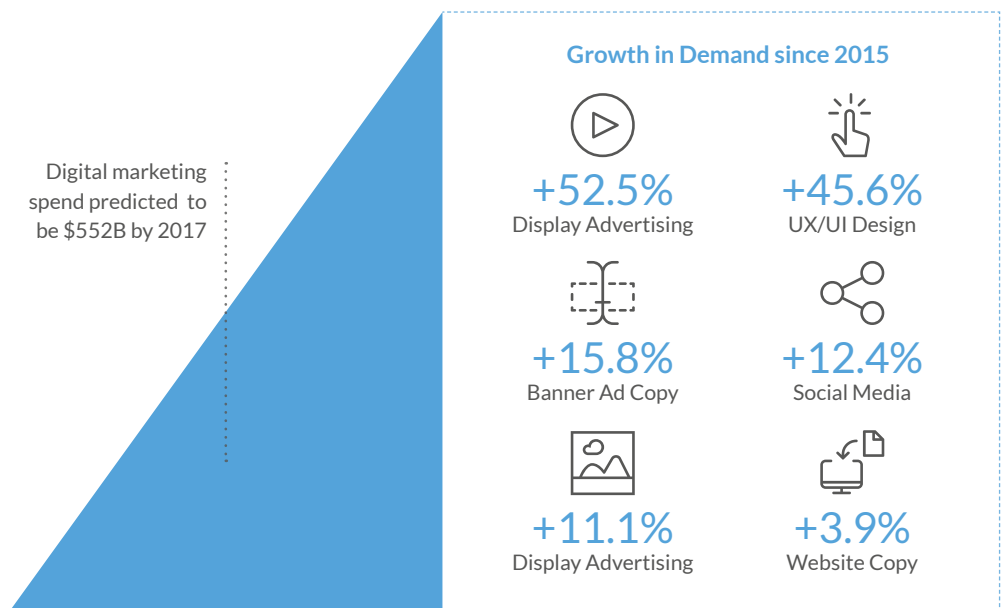 Digital marketing
spend predicted to
be $552B by 2017
Growth in Demand since 2015
+52.5%
Display Advertising
+45.6%
UX/UI Design
+15.8%
Banner Ad Copy
+12.4%
Social Media
+11.1%
Display Advertising
+3.9%
Website Copy